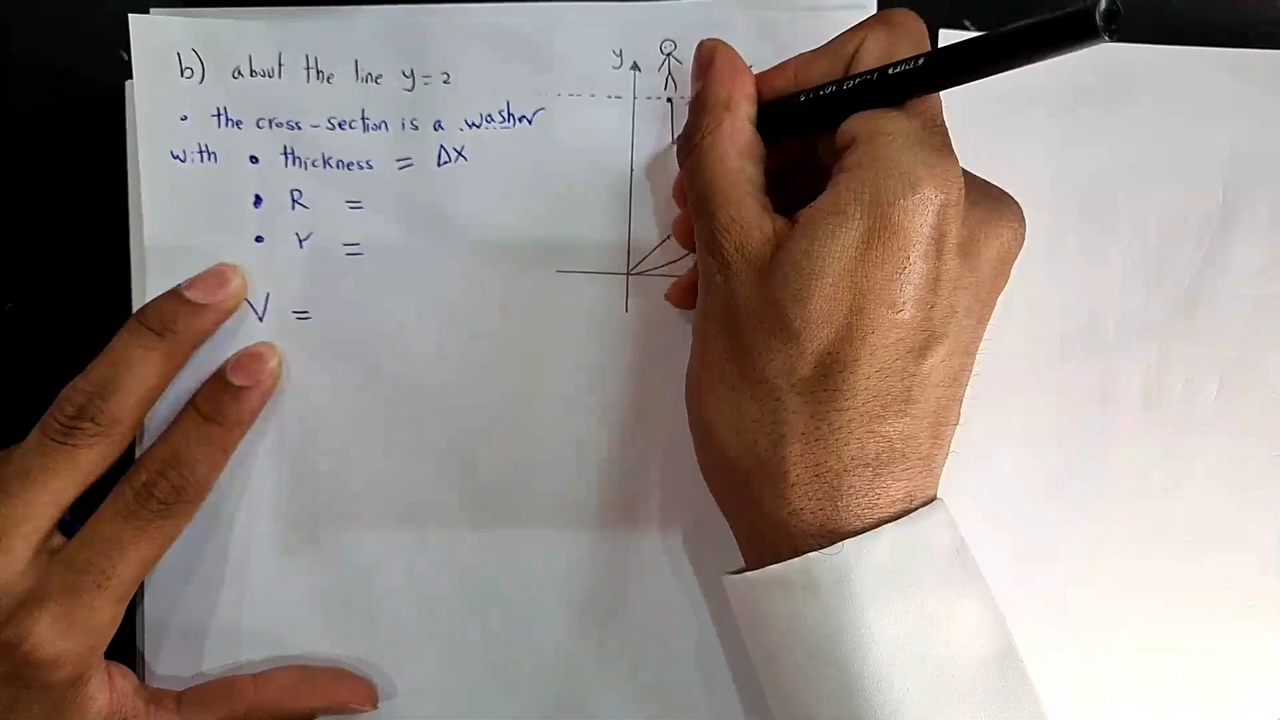 b) about the line y = 2
• the cross-section is a washer
with • thickness = Δx
• R =
• r =
V =
y